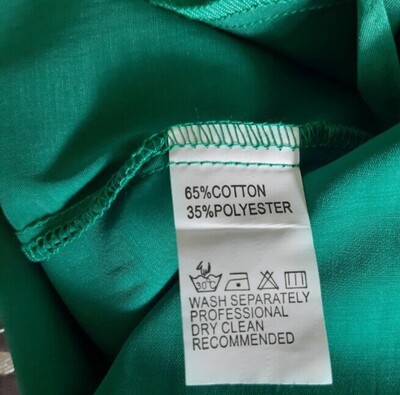 65%COTTON
35%POLYESTER
30°C
WASH SEPARATELY
PROFESSIONAL
DRY CLEAN
RECOMMENDED